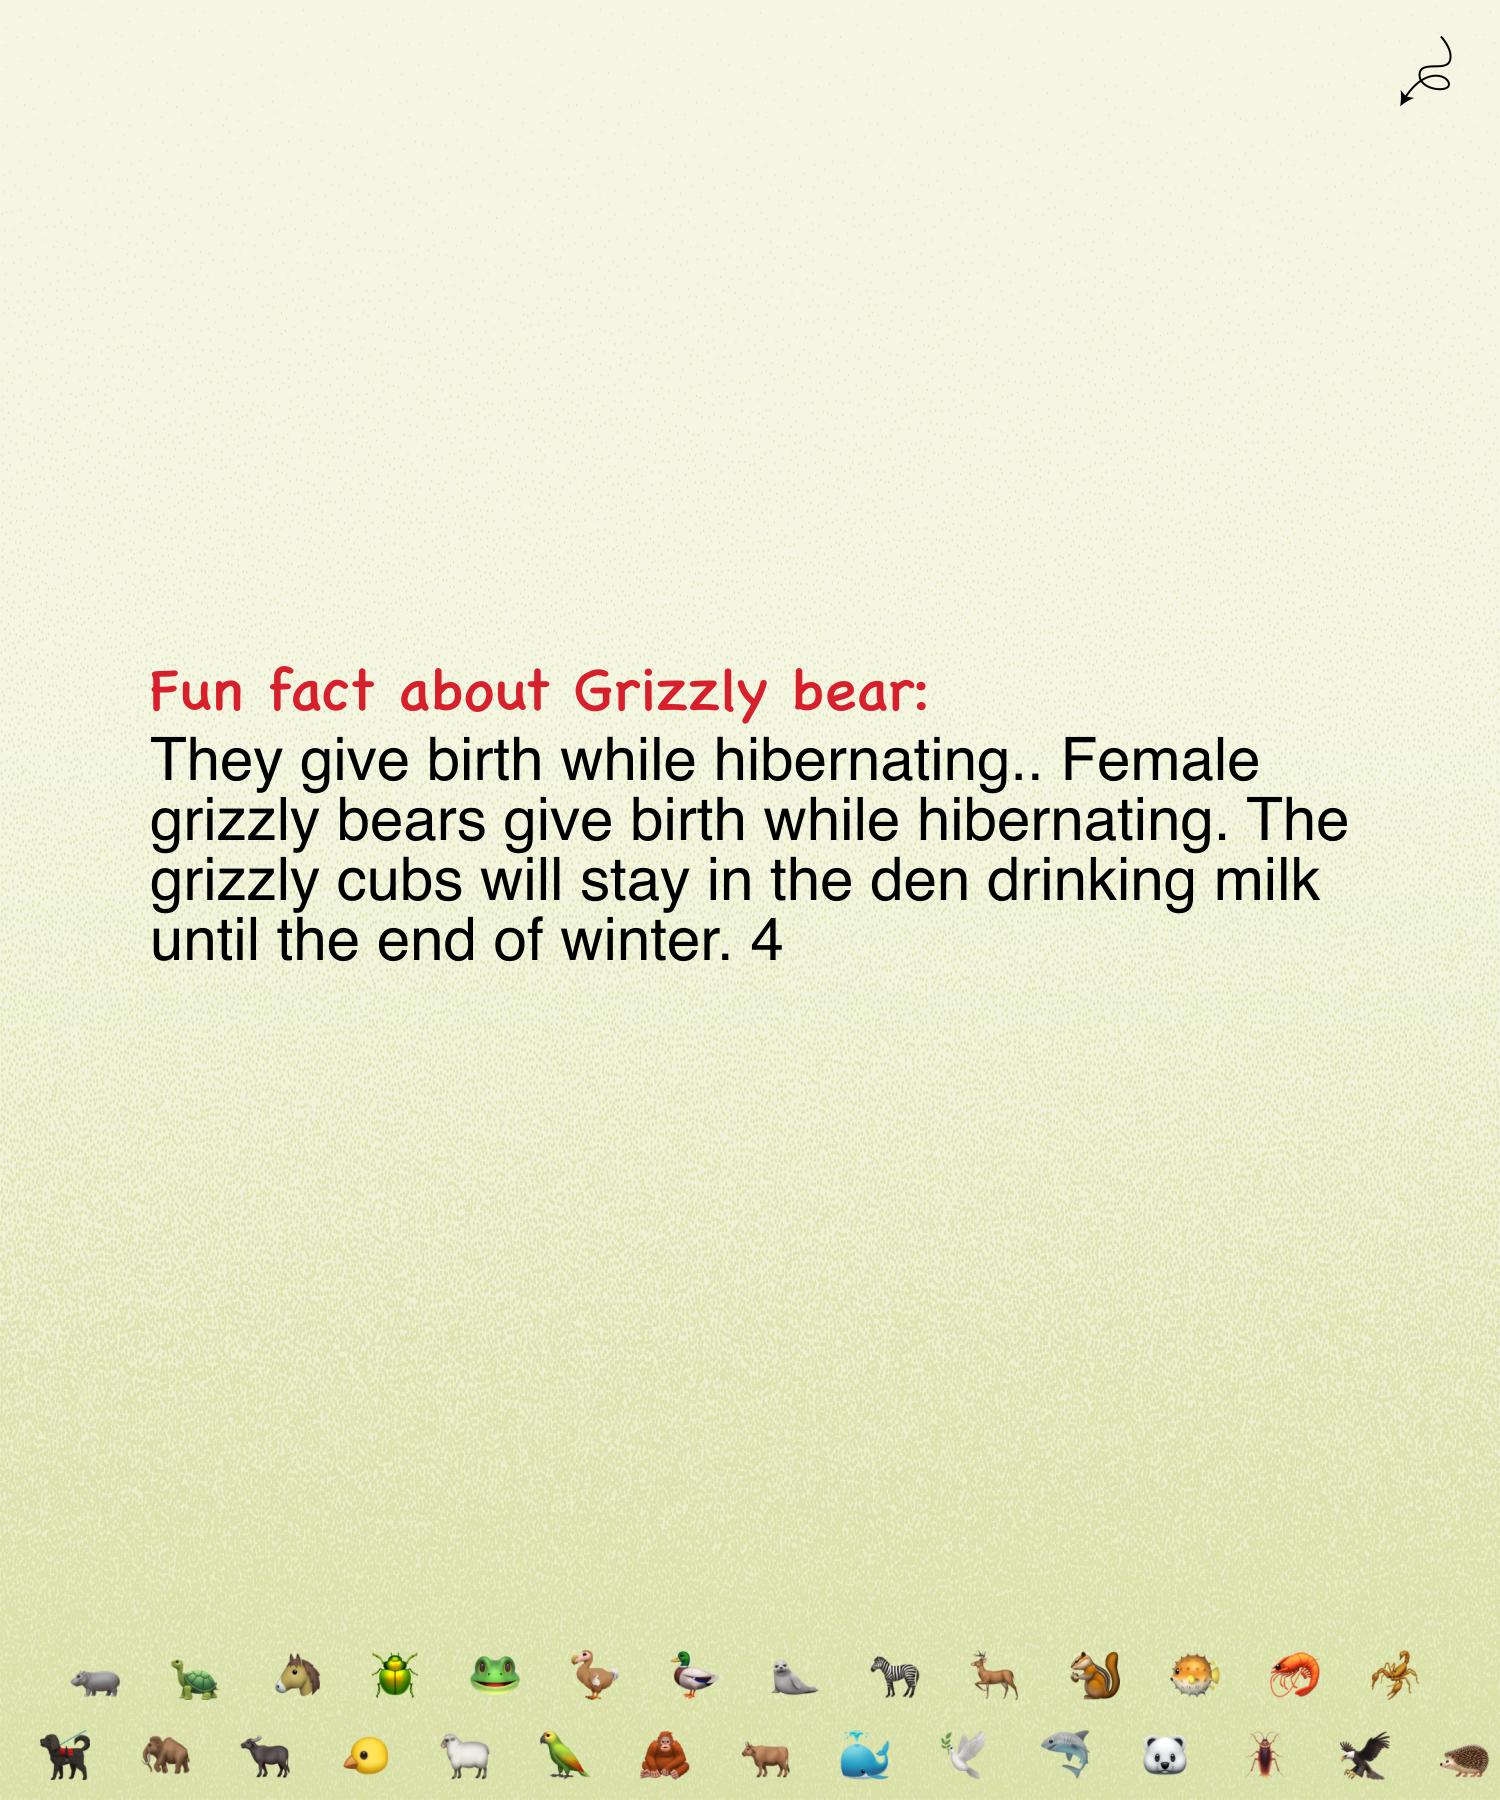 Fun fact about Grizzly bear:
They give birth while hibernating.. Female
grizzly bears give birth while hibernating. The
grizzly cubs will stay in the den drinking milk
until the end of winter. 4